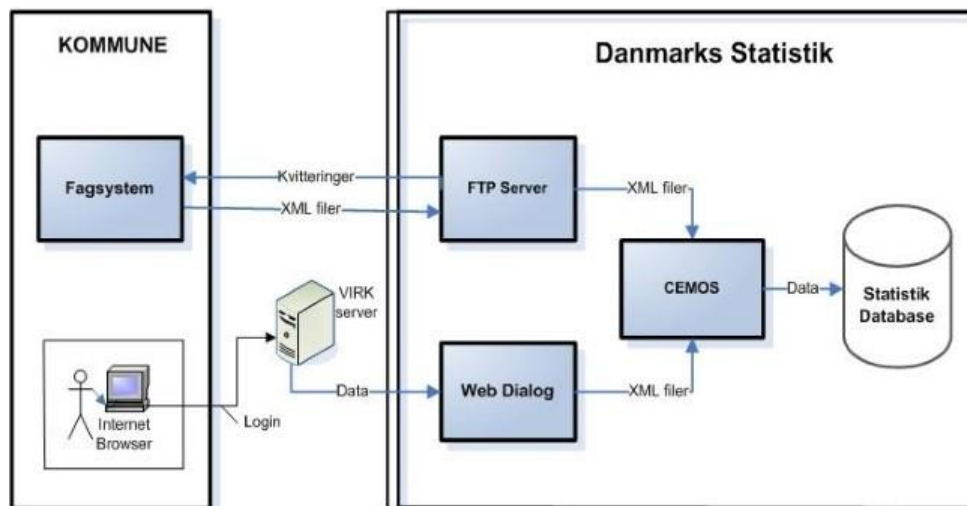 KOMMUNE
Danmarks Statistik
Fagsystem
Kvitteringer
XML filer
FTP Server
XML filer
CEMOS
Data
Statistik
Database
VIRK
server
Internet
Browser
Login
Data
Web Dialog
XML filer